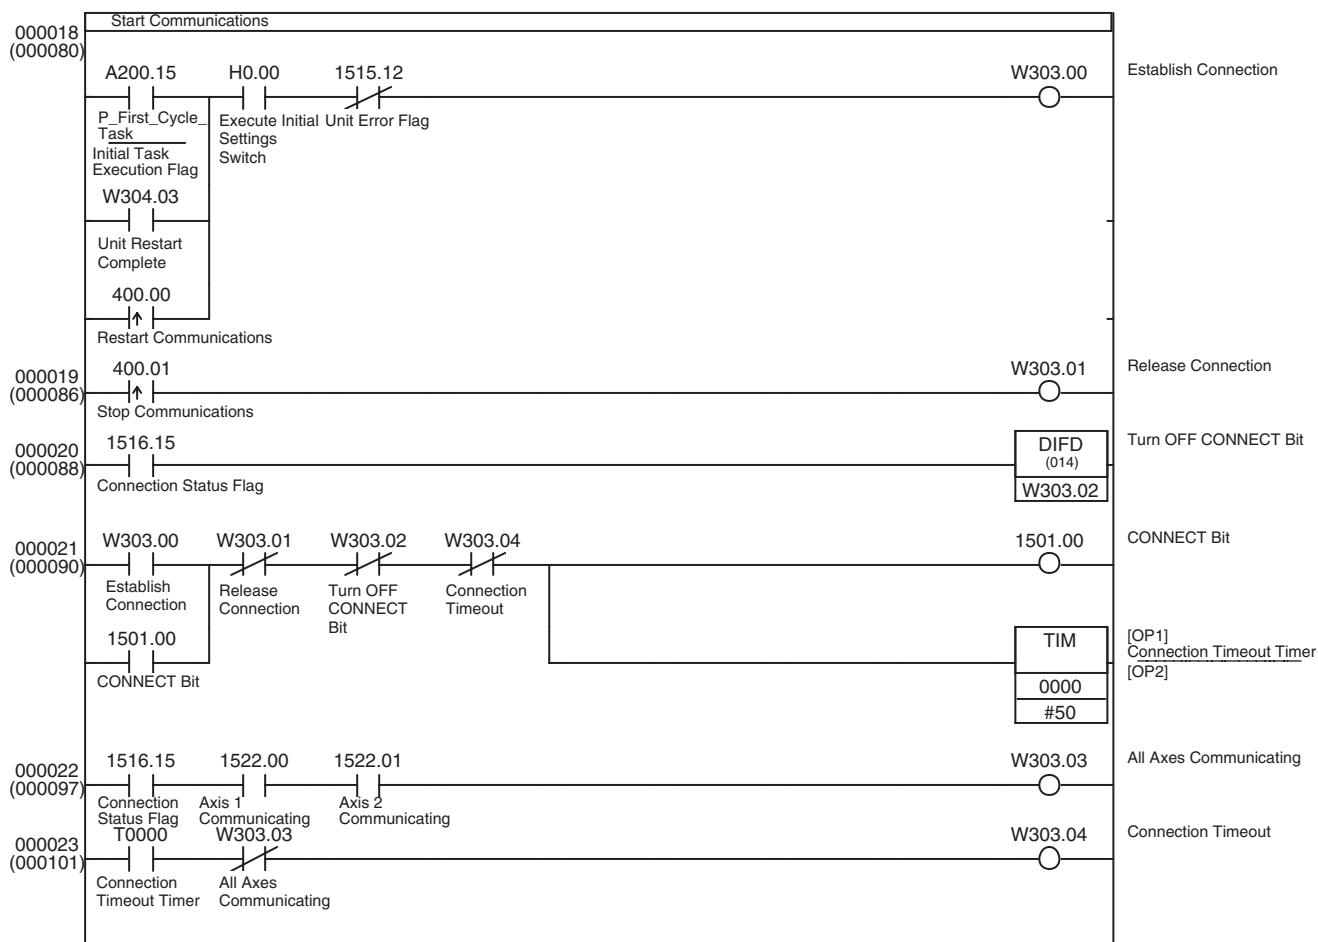 Start Communications
000018
(000080)
A200.15 H0.00 1515.12 W303.00 Establish Connection
P_First_Cycle_
Task
Execute Initial
Settings
Switch
Unit Error Flag
Initial Task
Execution Flag
W304.03
Unit Restart
Complete
400.00
Restart Communications
000019
(000086)
400.01 W303.01 Release Connection
Stop Communications
000020
(000088)
1516.15 DIFD
(014)
W303.02
Turn OFF CONNECT Bit
Connection Status Flag
000021
(000090)
W303.00 W303.01 W303.02 W303.04 1501.00 CONNECT Bit
Establish
Connection
Release
Connection
Turn OFF
CONNECT
Bit
Connection
Timeout
1501.00
CONNECT Bit
TIM
0000
#50
[OP1]
Connection Timeout Timer
[OP2]
000022
(000097)
1516.15 1522.00 1522.01 W303.03 All Axes Communicating
Connection
Status Flag
Axis 1
Communicating
Axis 2
Communicating
000023
(000101)
T0000 W303.03 W303.04 Connection Timeout
Connection
Timeout Timer
All Axes
Communicating